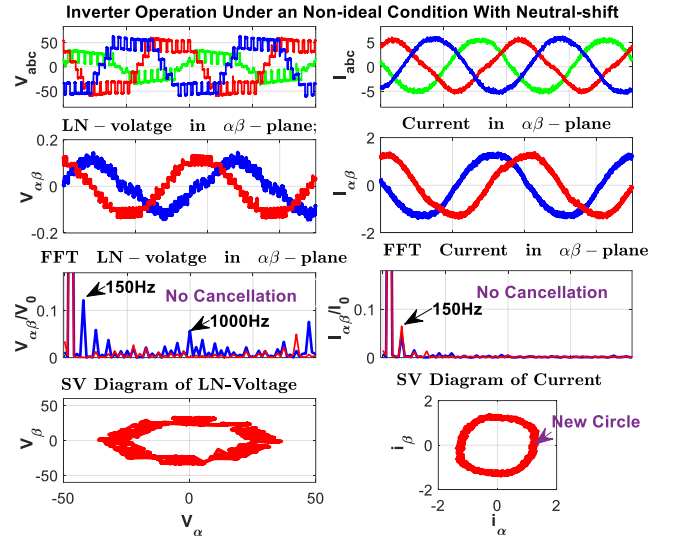 Inverter Operation Under an Non-ideal Condition With Neutral-shift
V_abc
50
0
-50
I_abc
5
0
-5
LN − volatge in αβ − plane;
Current in αβ − plane
V_αβ
0.2
0
-0.2
I_αβ
2
0
-2
FFT LN − volatge in αβ − plane
FFT Current in αβ − plane
V_αβ/V_0
0.1
0
150Hz
No Cancellation
1000Hz
I_αβ/I_0
0.1
0
150Hz
No Cancellation
SV Diagram of LN-Voltage
SV Diagram of Current
V_β
50
0
-50
-50
0
50
V_α
i_β
2
0
-2
New Circle
-2
0
2
i_α